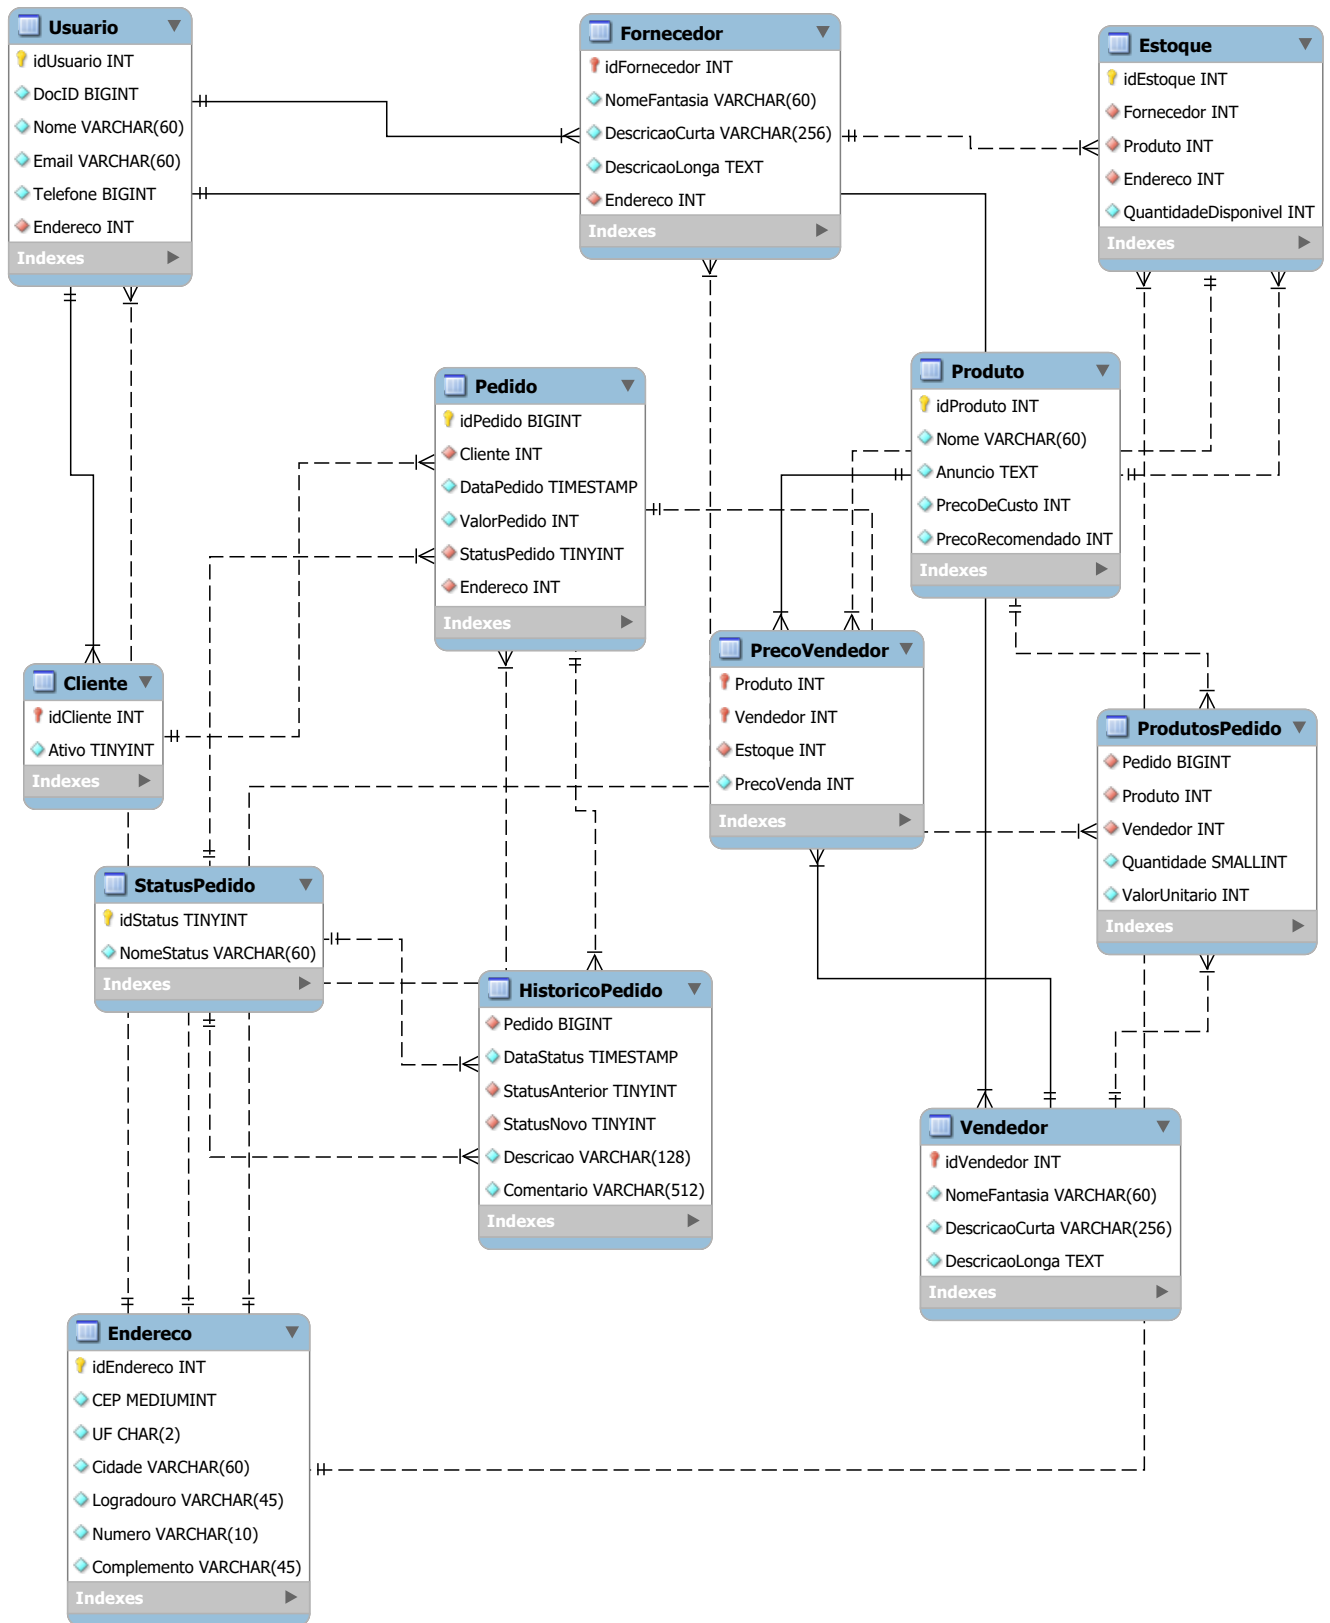 Usuario
idUsuario INT
DocID BIGINT
Nome VARCHAR(60)
Email VARCHAR(60)
Telefone BIGINT
Endereco INT
Indexes
Fornecedor
idFornecedor INT
NomeFantasia VARCHAR(60)
DescricaoCurta VARCHAR(256)
DescricaoLonga TEXT
Endereco INT
Indexes
Estoque
idEstoque INT
Fornecedor INT
Produto INT
Endereco INT
QuantidadeDisponivel INT
Indexes
Pedido
idPedido BIGINT
Cliente INT
DataPedido TIMESTAMP
ValorPedido INT
StatusPedido TINYINT
Endereco INT
Indexes
Produto
idProduto INT
Nome VARCHAR(60)
Anuncio TEXT
PrecoDeCusto INT
PrecoRecomendado INT
Indexes
Cliente
idCliente INT
Ativo TINYINT
Indexes
PrecoVendedor
Produto INT
Vendedor INT
Estoque INT
PrecoVenda INT
Indexes
ProdutosPedido
Pedido BIGINT
Produto INT
Vendedor INT
Quantidade SMALLINT
ValorUnitario INT
Indexes
StatusPedido
idStatus TINYINT
NomeStatus VARCHAR(60)
Indexes
HistoricoPedido
Pedido BIGINT
DataStatus TIMESTAMP
StatusAnterior TINYINT
StatusNovo TINYINT
Descricao VARCHAR(128)
Comentario VARCHAR(512)
Indexes
Vendedor
idVendedor INT
NomeFantasia VARCHAR(60)
DescricaoCurta VARCHAR(256)
DescricaoLonga TEXT
Indexes
Endereco
idEndereco INT
CEP MEDIUMINT
UF CHAR(2)
Cidade VARCHAR(60)
Logradouro VARCHAR(45)
Numero VARCHAR(10)
Complemento VARCHAR(45)
Indexes